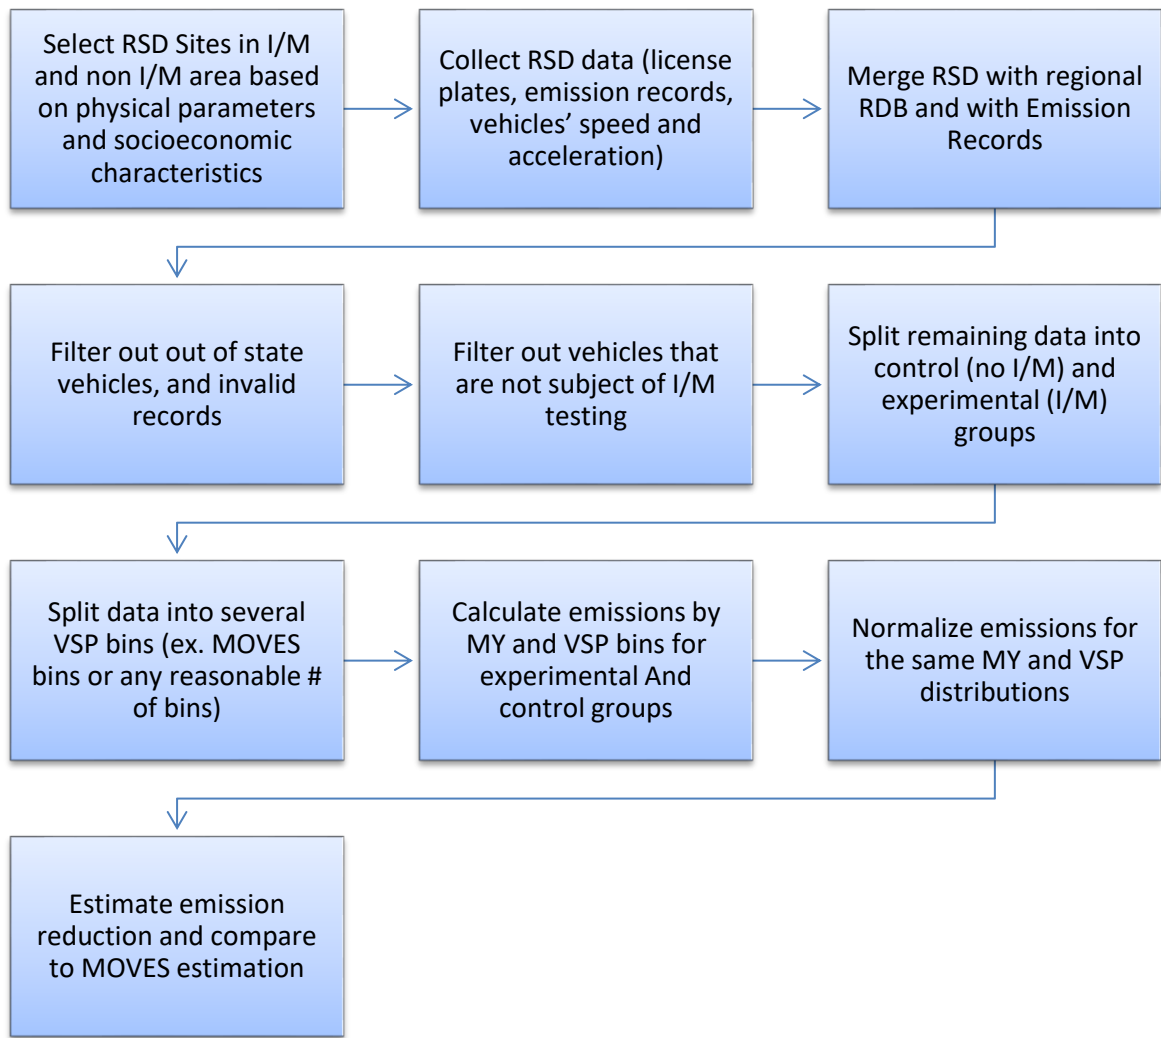 Select RSD Sites in I/M
and non I/M area based
on physical parameters
and socioeconomic
characteristics
Collect RSD data (license
plates, emission records,
vehicles’ speed and
acceleration)
Merge RSD with regional
RDB and with Emission
Records
Filter out out of state
vehicles, and invalid
records
Filter out vehicles that
are not subject of I/M
testing
Split remaining data into
control (no I/M) and
experimental (I/M)
groups
Split data into several
VSP bins (ex. MOVES
bins or any reasonable #
of bins)
Calculate emissions by
MY and VSP bins for
experimental And
control groups
Normalize emissions for
the same MY and VSP
distributions
Estimate emission
reduction and compare
to MOVES estimation